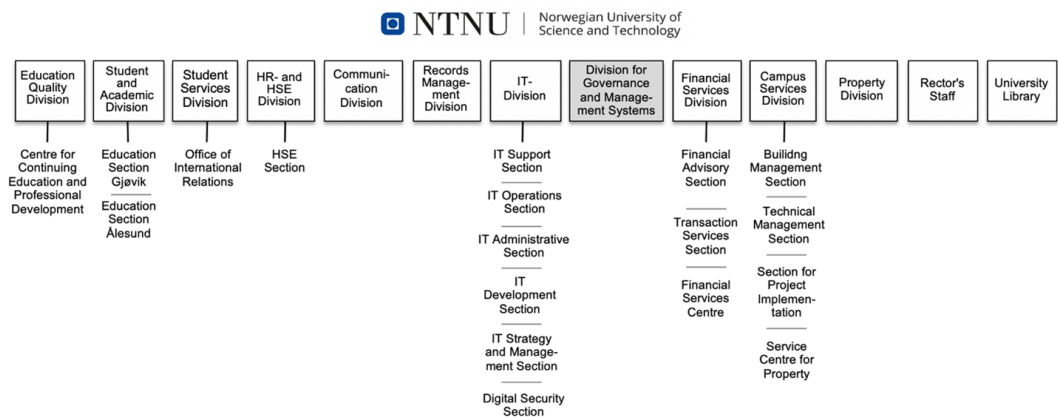 NTNU
Norwegian University of
Science and Technology
Education
Quality
Division
Student
and
Academic
Division
Student
Services
Division
HR- and
HSE
Division
Communi-
cation
Division
Records
Manage-
ment
Division
IT-
Division
Division for
Governance
and Manage-
ment Systems
Financial
Services
Division
Campus
Services
Division
Property
Division
Rector's
Staff
University
Library
Centre for
Continuing
Education and
Professional
Development
Education
Section
Gjøvik
Education
Section
Ålesund
Office of
International
Relations
HSE
Section
IT Support
Section
IT Operations
Section
IT Administrative
Section
IT
Development
Section
IT Strategy
and Manage-
ment Section
Digital Security
Section
Financial
Advisory
Section
Transaction
Services
Section
Financial
Services
Centre
Builidng
Management
Section
Technical
Management
Section
Section for
Project
Implemen-
tation
Service
Centre for
Property